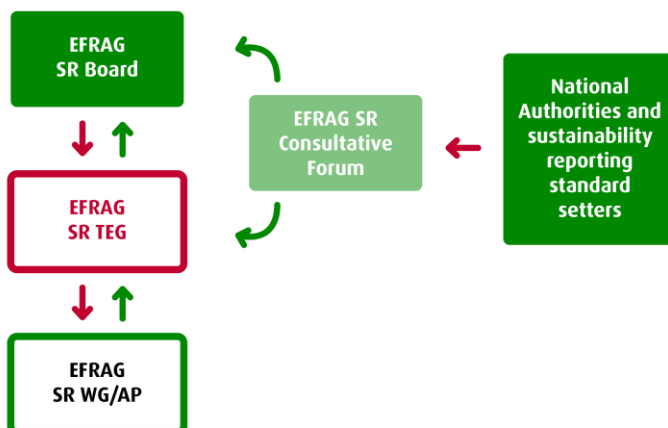 EFRAG
SR Board
EFRAG SR
Consultative
Forum
National
Authorities and
sustainability
reporting
standard
setters
EFRAG
SR TEG
EFRAG
SR WG/AP